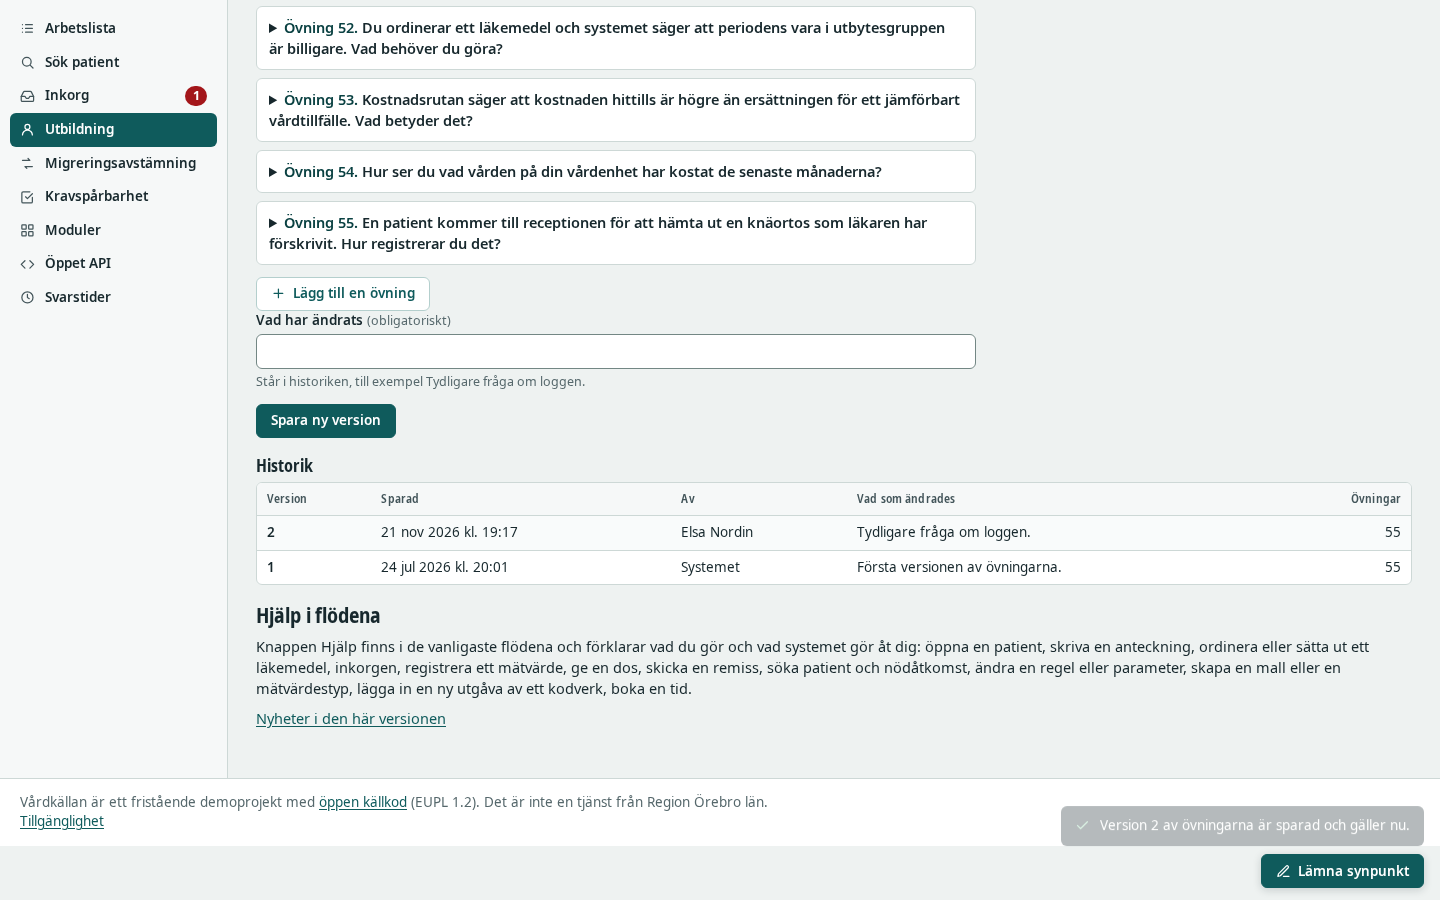 Arbetslista
Sök patient
Inkorg 1
Utbildning
Migreringsavstämning
Kravspårbarhet
Moduler
Öppet API
Svarstider
Övning 52. Du ordinerar ett läkemedel och systemet säger att periodens vara i utbytesgruppen
är billigare. Vad behöver du göra?
Övning 53. Kostnadsrutan säger att kostnaden hittills är högre än ersättningen för ett jämförbart
vårdtillfälle. Vad betyder det?
Övning 54. Hur ser du vad vården på din vårdenhet har kostat de senaste månaderna?
Övning 55. En patient kommer till receptionen för att hämta ut en knäortos som läkaren har
förskrivit. Hur registrerar du det?
Lägg till en övning
Vad har ändrats (obligatoriskt)
Står i historiken, till exempel Tydligare fråga om loggen.
Spara ny version
Historik
Version Sparad Av Vad som ändrades Övningar
2 21 nov 2026 kl. 19:17 Elsa Nordin Tydligare fråga om loggen. 55
1 24 jul 2026 kl. 20:01 Systemet Första versionen av övningarna. 55
Hjälp i flödena
Knappen Hjälp finns i de vanligaste flödena och förklarar vad du gör och vad systemet gör åt dig: öppna en patient, skriva en anteckning, ordinera eller sätta ut ett
läkemedel, inkorgen, registrera ett mätvärde, ge en dos, skicka en remiss, söka patient och nödåtkomst, ändra en regel eller parameter, skapa en mall eller en
mätvärdestyp, lägga in en ny utgåva av ett kodverk, boka en tid.
Nyheter i den här versionen
Vårdkällan är ett fristående demoprojekt med öppen källkod (EUPL 1.2). Det är inte en tjänst från Region Örebro län.
Tillgänglighet
Version 2 av övningarna är sparad och gäller nu.
Lämna synpunkt